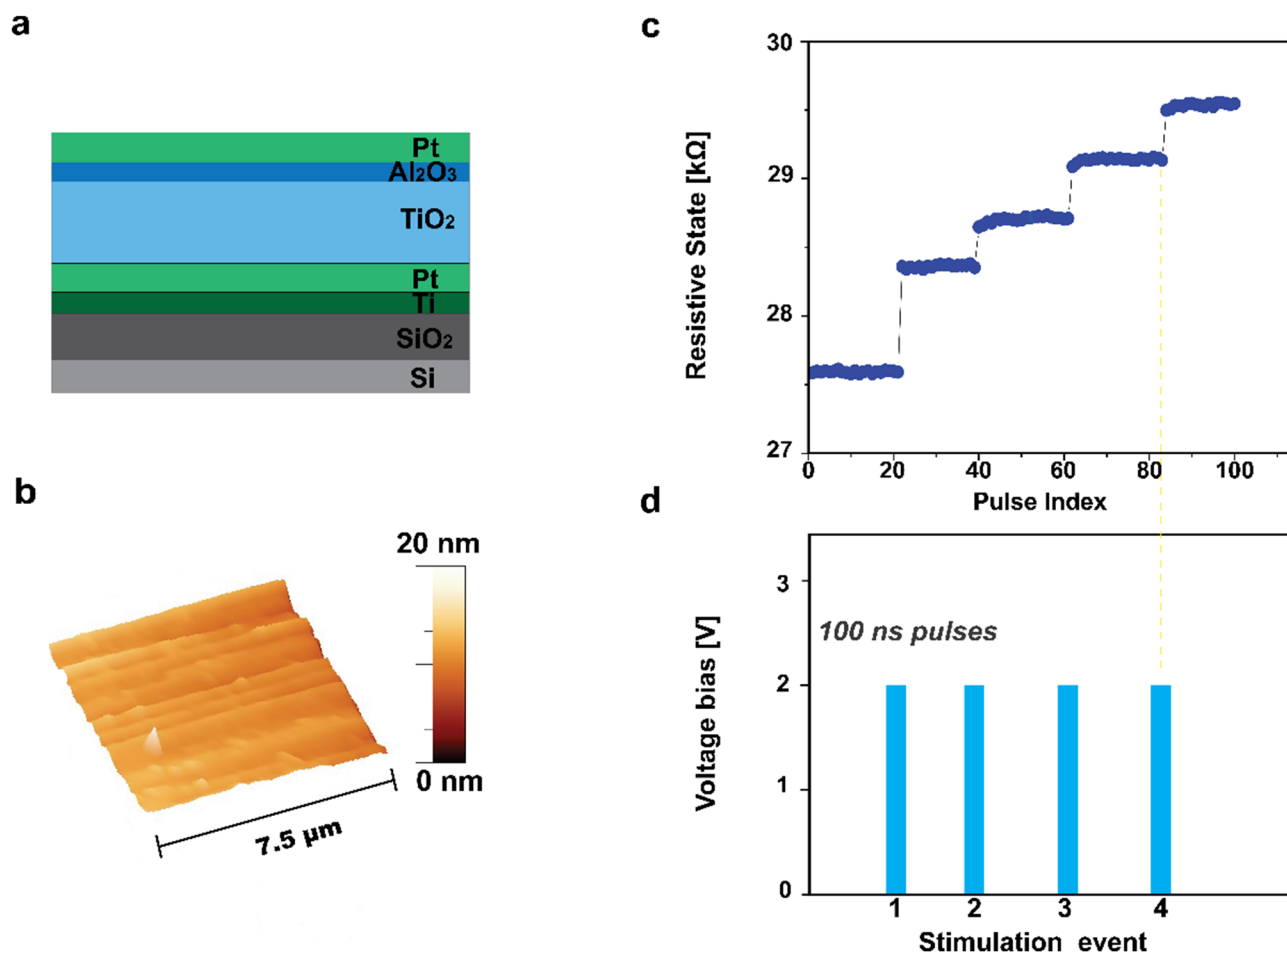 a
Pt
Al₂O₃
TiO₂
Pt
Ti
SiO₂
Si
b
20 nm
0 nm
7.5 µm
c
30
29
28
27
Resistive State [kΩ]
0 20 40 60 80 100
Pulse Index
d
3
2
1
0
Voltage bias [V]
100 ns pulses
1 2 3 4
Stimulation event